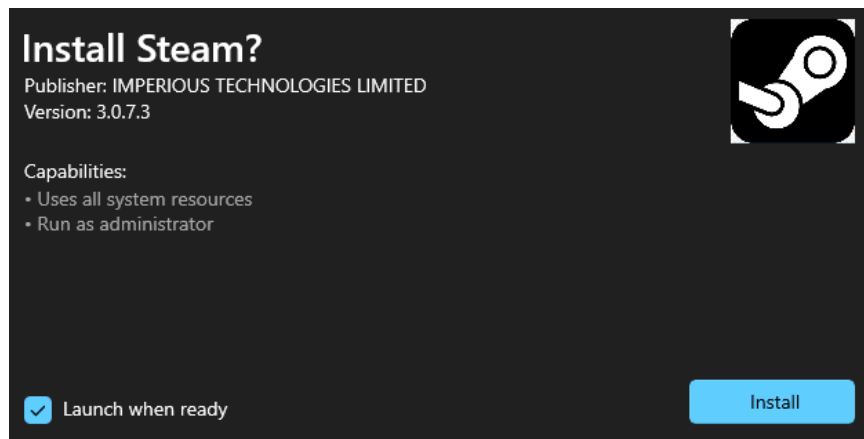 Install Steam?
Publisher: IMPERIOUS TECHNOLOGIES LIMITED
Version: 3.0.7.3
Capabilities:
• Uses all system resources
• Run as administrator
Launch when ready
Install